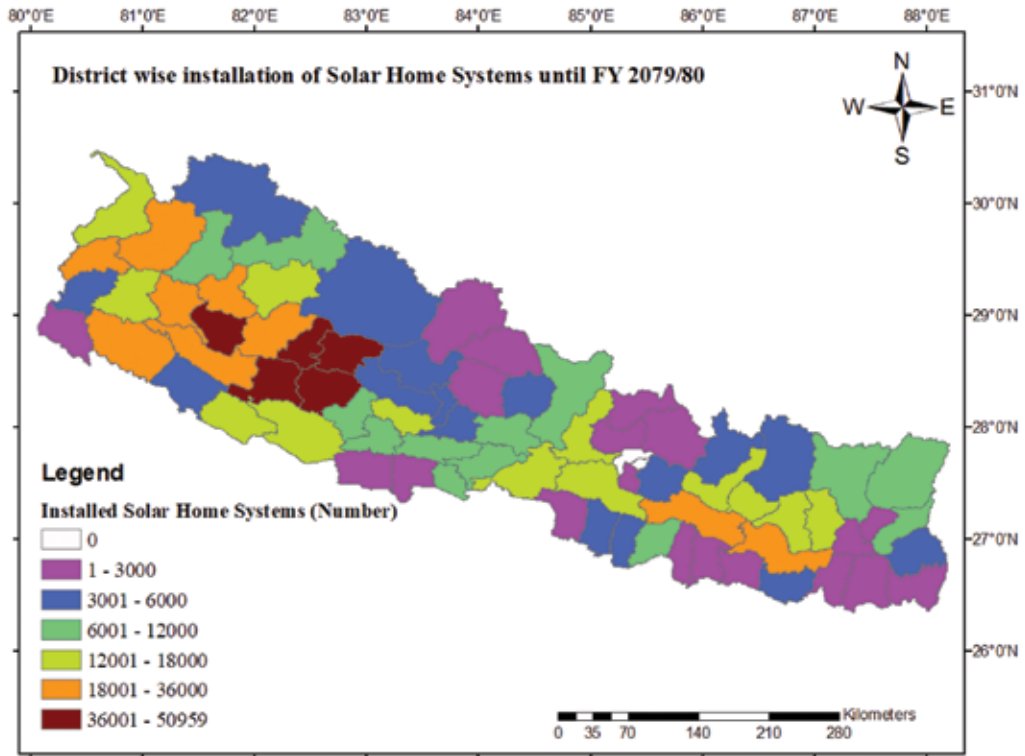 80°0'E 81°0'E 82°0'E 83°0'E 84°0'E 85°0'E 86°0'E 87°0'E 88°0'E
District wise installation of Solar Home Systems until FY 2079/80
N
W E
S
31°0'N
30°0'N
29°0'N
28°0'N
27°0'N
26°0'N
Legend
Installed Solar Home Systems (Number)
0
1 - 3000
3001 - 6000
6001 - 12000
12001 - 18000
18001 - 36000
36001 - 50959
Kilometers
0 35 70 140 210 280